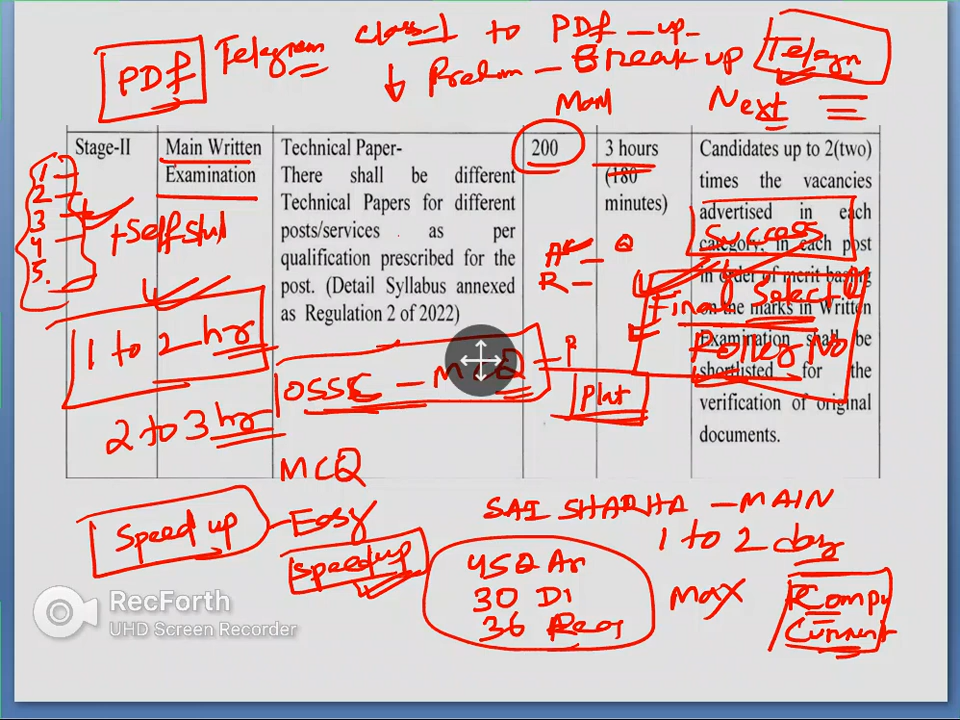 Telegram class-1 to PDF -up-
PDF
↓ Prelim - Break up
Telegm
Next
Stage-II
Main Written
Examination
Technical Paper-
There shall be different
Technical Papers for different
posts/services as per
qualification prescribed for the
post. (Detail Syllabus annexed
as Regulation 2 of 2022)
200
3 hours
(180
minutes)
Candidates up to 2(two)
times the vacancies
advertised in each
category, in each post
in order of merit basing
on the marks in Written
Examination shall be
shortlisted for the
verification of original
documents.
1
2
3
4
5.
+Self Stul
1 to 2 hr
2 to 3 hr
A -
R -
Q
Success
Final Select
OSSC - MCQ - P
Plat
MCQ
Speed up - Easy
Speed up
SAI SHARHA - MAIN
1 to 2 day
45 Q Ar
30 DI
36 Reas
Max
Comp
Current
RecForth
UHD Screen Recorder